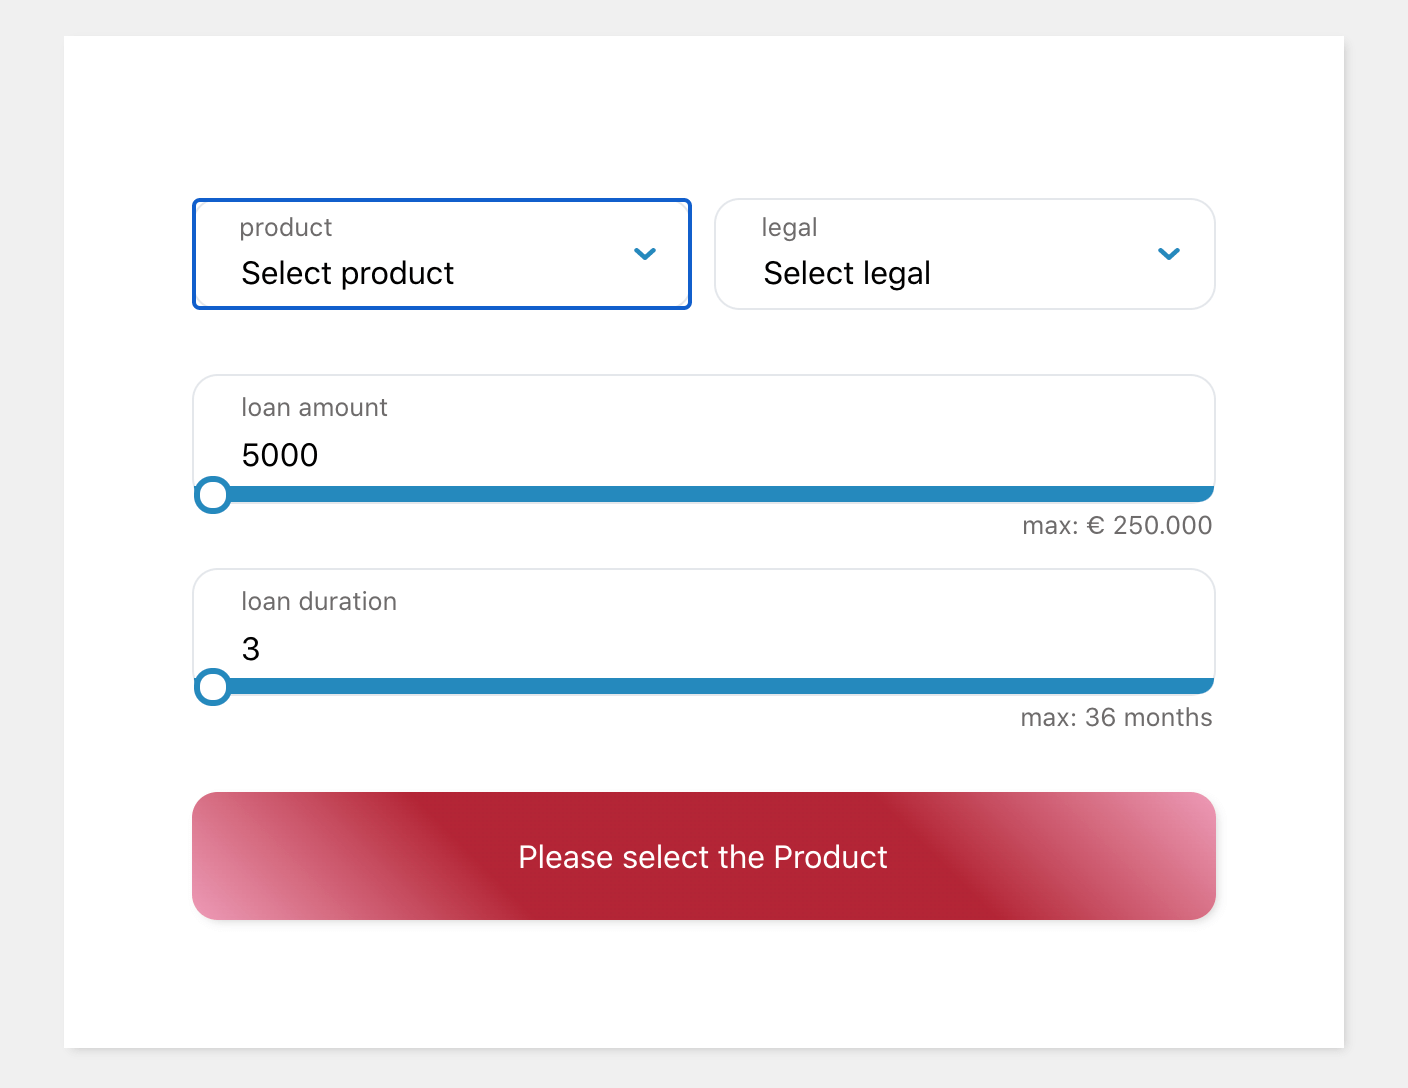 product
Select product
legal
Select legal
loan amount
5000
max: € 250.000
loan duration
3
max: 36 months
Please select the Product